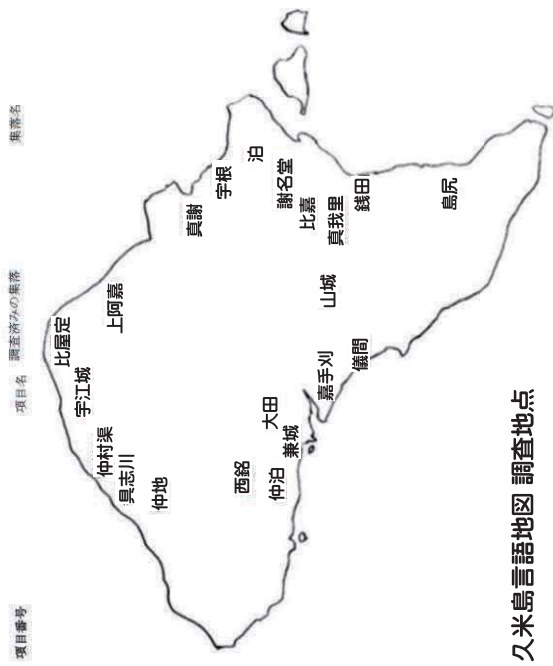 項目番号
項目名
調査済みの集落
集落名
比屋定
宇江城
上阿嘉
仲村渠
具志川
仲地
真謝
宇根
泊
謝名堂
比嘉
真我里
銭田
島尻
山城
嘉手刈
儀間
西銘
大田
仲泊
兼城
久米島言語地図 調査地点